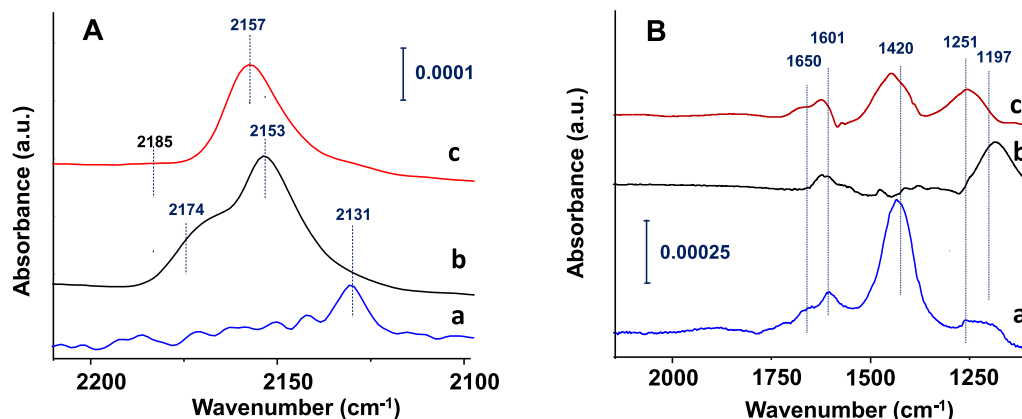 A
2157
0.0001
2185
2153
c
2174
2131
b
a
Absorbance (a.u.)
2200
2150
2100
Wavenumber (cm⁻¹)
B
1601
1420
1251
1650
1197
c
b
0.00025
a
Absorbance (a.u.)
2000
1750
1500
1250
Wavenumber (cm⁻¹)